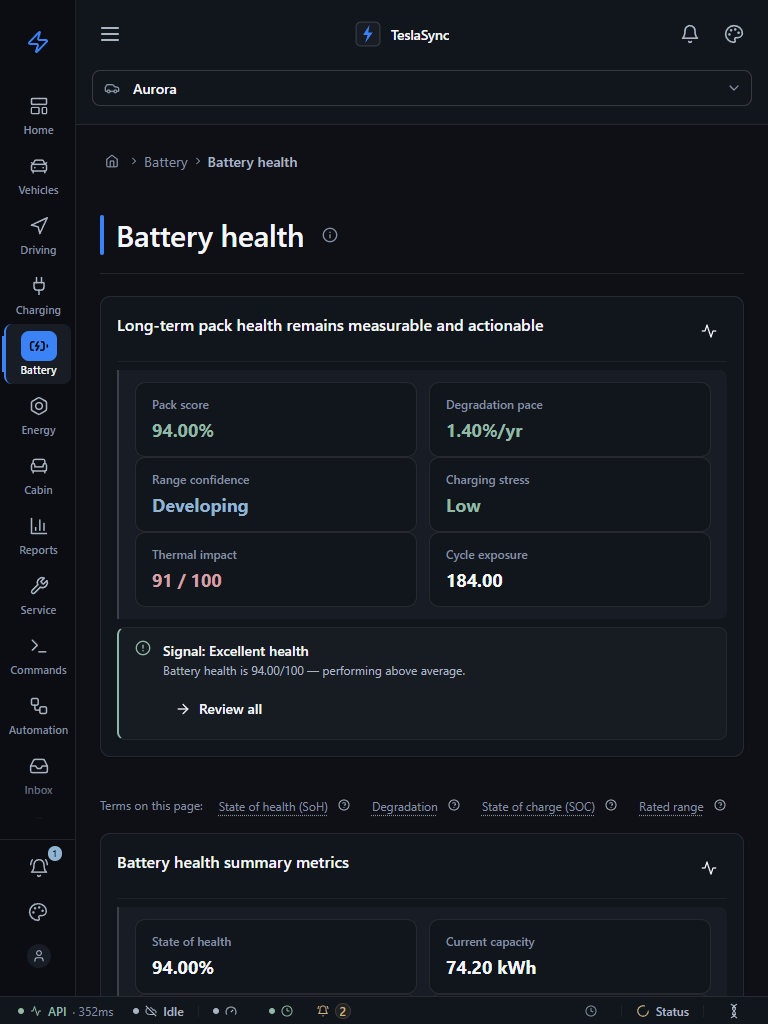 TeslaSync
Aurora
Home
Vehicles
Driving
Charging
Battery
Energy
Cabin
Reports
Service
Commands
Automation
Inbox
1
Battery
Battery health
Battery health
Long-term pack health remains measurable and actionable
Pack score
94.00%
Degradation pace
1.40%/yr
Range confidence
Developing
Charging stress
Low
Thermal impact
91 / 100
Cycle exposure
184.00
Signal: Excellent health
Battery health is 94.00/100 — performing above average.
Review all
Terms on this page: State of health (SoH) Degradation State of charge (SOC) Rated range
Battery health summary metrics
State of health
94.00%
Current capacity
74.20 kWh
API · 352ms Idle 2 Status